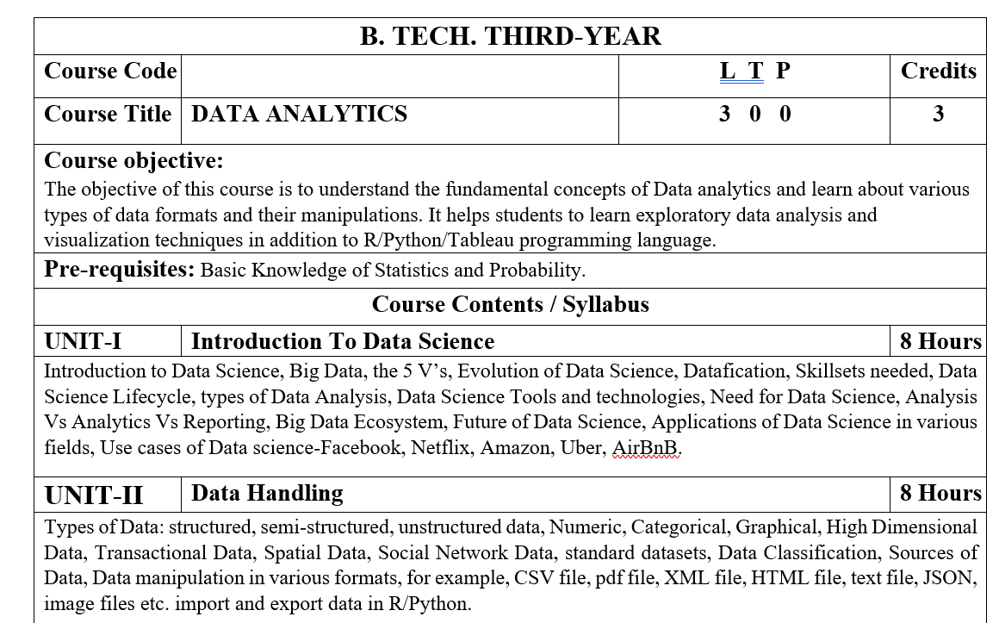 B. TECH. THIRD-YEAR
Course Code L T P Credits
Course Title DATA ANALYTICS 3 0 0 3
Course objective:
The objective of this course is to understand the fundamental concepts of Data analytics and learn about various
types of data formats and their manipulations. It helps students to learn exploratory data analysis and
visualization techniques in addition to R/Python/Tableau programming language.
Pre-requisites: Basic Knowledge of Statistics and Probability.
Course Contents / Syllabus
UNIT-I Introduction To Data Science 8 Hours
Introduction to Data Science, Big Data, the 5 V’s, Evolution of Data Science, Datafication, Skillsets needed, Data
Science Lifecycle, types of Data Analysis, Data Science Tools and technologies, Need for Data Science, Analysis
Vs Analytics Vs Reporting, Big Data Ecosystem, Future of Data Science, Applications of Data Science in various
fields, Use cases of Data science-Facebook, Netflix, Amazon, Uber, AirBnB.
UNIT-II Data Handling 8 Hours
Types of Data: structured, semi-structured, unstructured data, Numeric, Categorical, Graphical, High Dimensional
Data, Transactional Data, Spatial Data, Social Network Data, standard datasets, Data Classification, Sources of
Data, Data manipulation in various formats, for example, CSV file, pdf file, XML file, HTML file, text file, JSON,
image files etc. import and export data in R/Python.